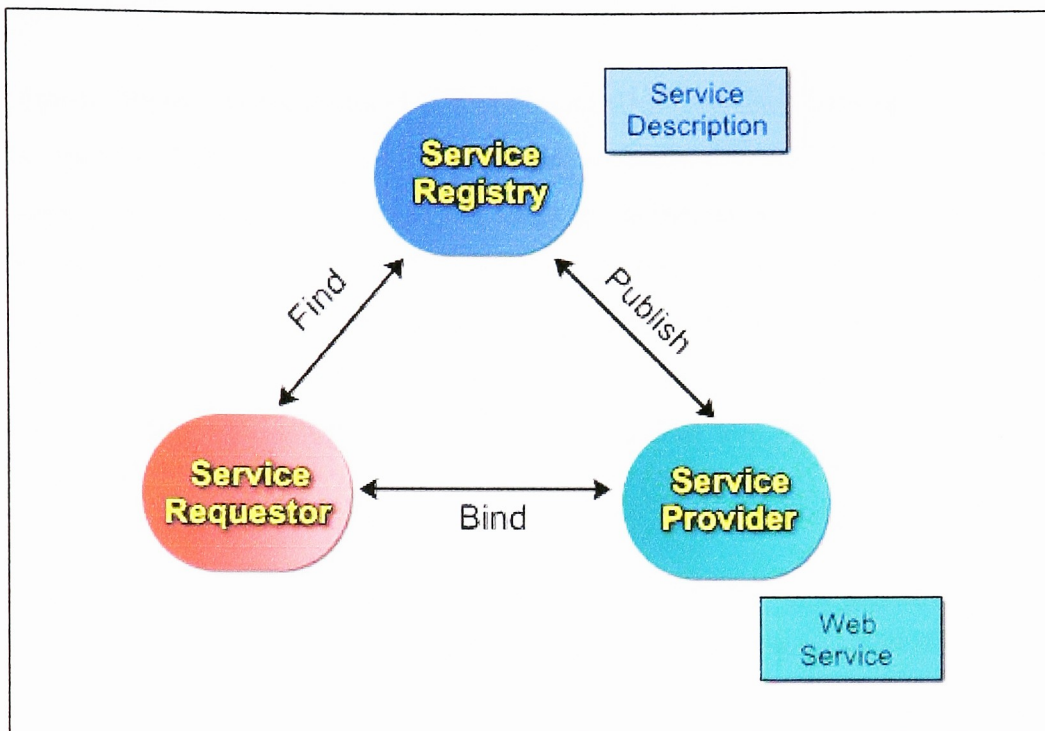 Service
Description
Service
Registry
Find
Publish
Service
Requestor
Bind
Service
Provider
Web
Service